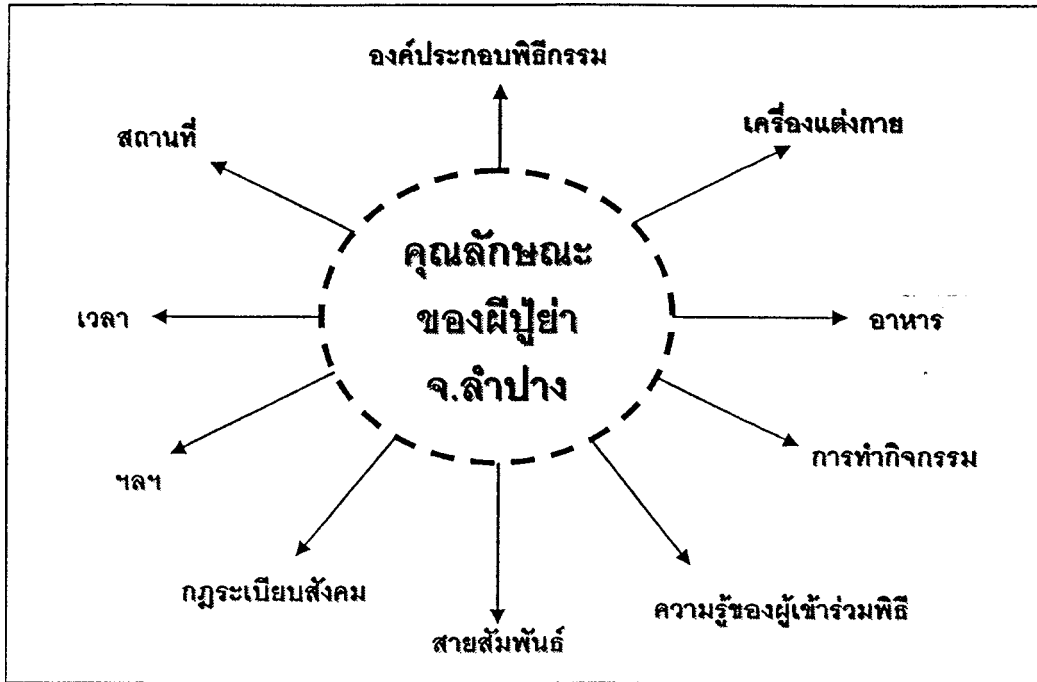 องค์ประกอบพิธีกรรม
สถานที่
เครื่องแต่งกาย
คุณลักษณะ
ของผีปู่ย่า
จ.ลำปาง
เวลา
อาหาร
ฯลฯ
การทำกิจกรรม
กฎระเบียบสังคม
สายสัมพันธ์
ความรู้ของผู้เข้าร่วมพิธี